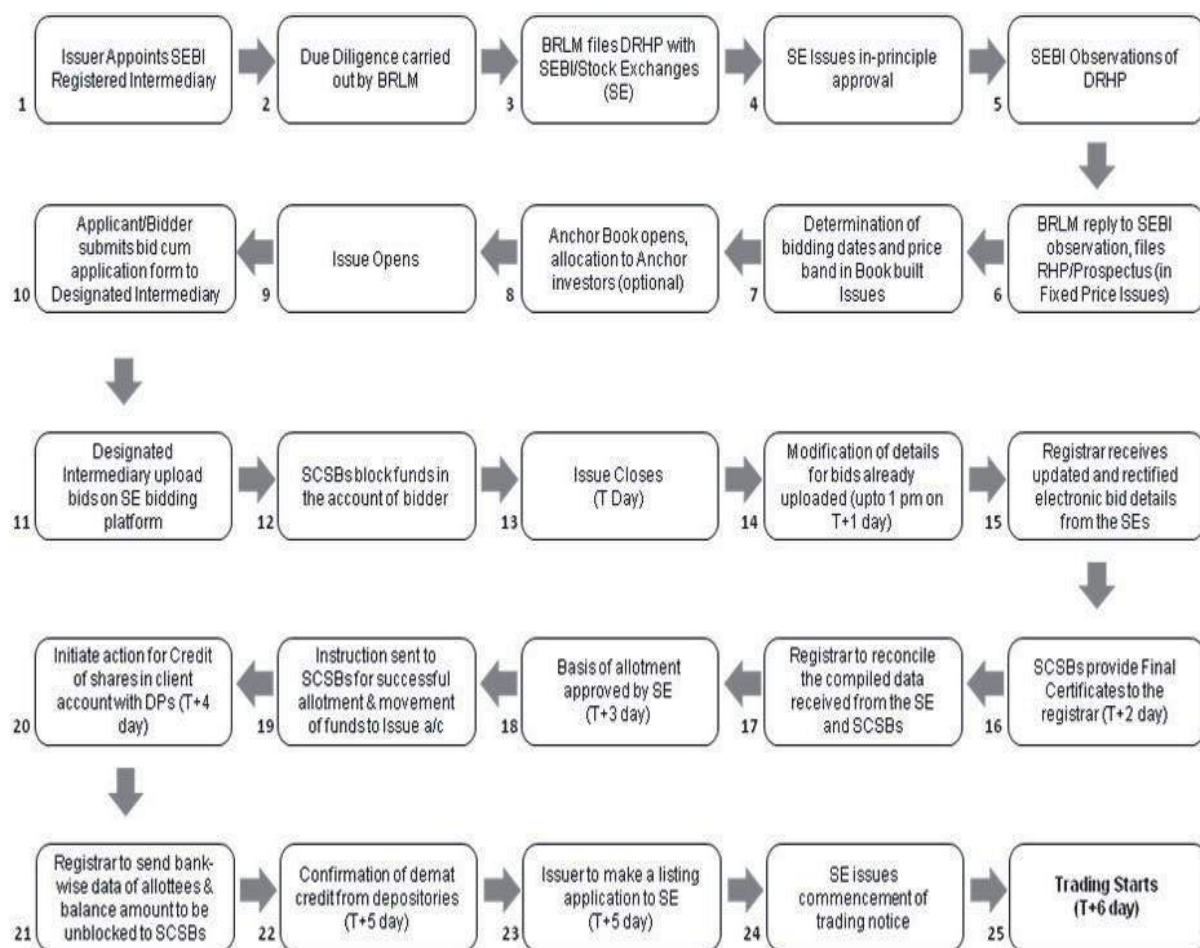 Issuer Appoints SEBI
Registered Intermediary
1
Due Diligence carried
out by BRLM
2
BRLM files DRHP with
SEBI/Stock Exchanges
(SE)
3
SE Issues in-principle
approval
4
SEBI Observations of
DRHP
5
BRLM reply to SEBI
observation, files
RHP/Prospectus (in
Fixed Price Issues)
6
Determination of
bidding dates and price
band in Book built
Issues
7
Anchor Book opens,
allocation to Anchor
investors (optional)
8
Issue Opens
9
Applicant/Bidder
submits bid cum
application form to
Designated Intermediary
10
Designated
Intermediary upload
bids on SE bidding
platform
11
SCSBs block funds in
the account of bidder
12
Issue Closes
(T Day)
13
Modification of details
for bids already
uploaded (upto 1 pm on
T+1 day)
14
Registrar receives
updated and rectified
electronic bid details
from the SEs
15
SCSBs provide Final
Certificates to the
registrar (T+2 day)
16
Registrar to reconcile
the compiled data
received from the SE
and SCSBs
17
Basis of allotment
approved by SE
(T+3 day)
18
Instruction sent to
SCSBs for successful
allotment & movement
of funds to Issue a/c
19
Initiate action for Credit
of shares in client
account with DPs (T+4
day)
20
Registrar to send bank-
wise data of allottees &
balance amount to be
unblocked to SCSBs
21
Confirmation of demat
credit from depositories
(T+5 day)
22
Issuer to make a listing
application to SE
(T+5 day)
23
SE issues
commencement of
trading notice
24
Trading Starts
(T+6 day)
25